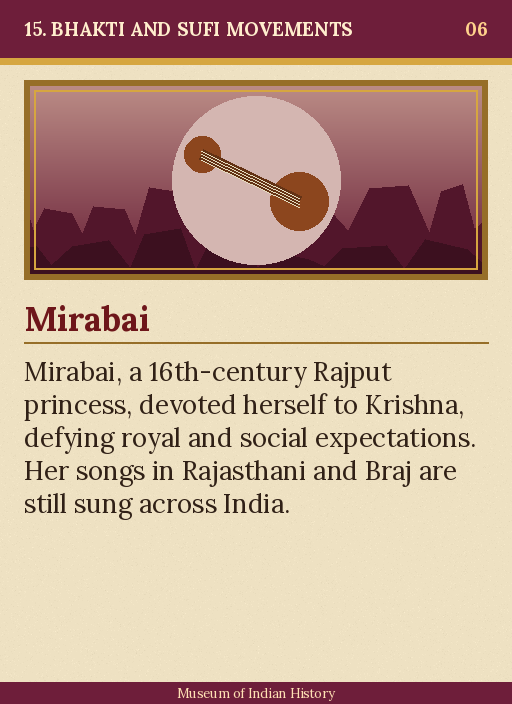 15. BHAKTI AND SUFI MOVEMENTS 06
Mirabai
Mirabai, a 16th-century Rajput
princess, devoted herself to Krishna,
defying royal and social expectations.
Her songs in Rajasthani and Braj are
still sung across India.
Museum of Indian History